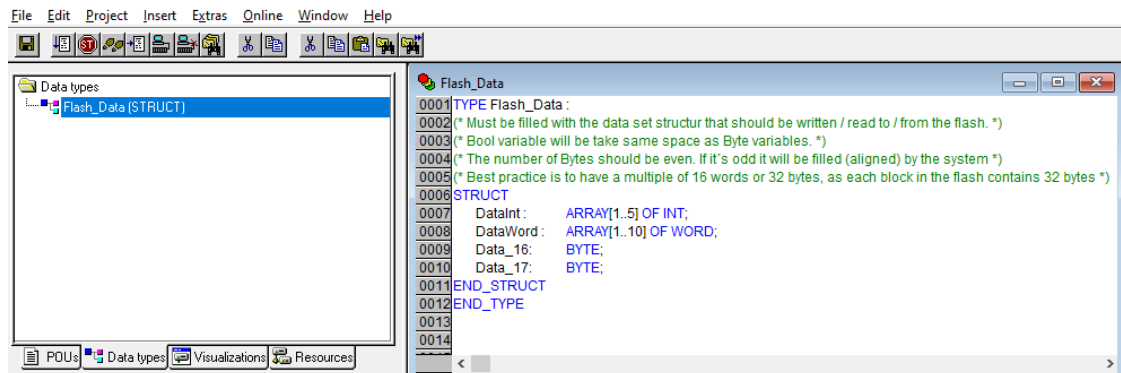 File Edit Project Insert Extras Online Window Help
Data types
Flash_Data (STRUCT)
POUs Data types Visualizations Resources
Flash_Data
0001 TYPE Flash_Data :
0002 (* Must be filled with the data set structur that should be written / read to / from the flash. *)
0003 (* Bool variable will be take same space as Byte variables. *)
0004 (* The number of Bytes should be even. If it´s odd it will be filled (aligned) by the system *)
0005 (* Best practice is to have a multiple of 16 words or 32 bytes, as each block in the flash contains 32 bytes *)
0006 STRUCT
0007 DataInt : ARRAY[1..5] OF INT;
0008 DataWord : ARRAY[1..10] OF WORD;
0009 Data_16: BYTE;
0010 Data_17: BYTE;
0011 END_STRUCT
0012 END_TYPE
0013
0014